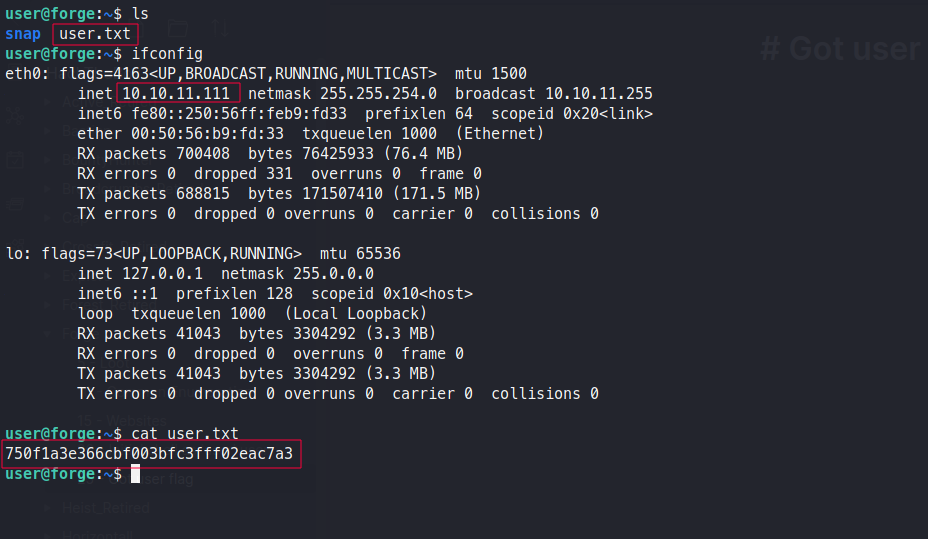 user@forge:~$ ls
snap  user.txt
user@forge:~$ ifconfig
# Got user
eth0: flags=4163<UP,BROADCAST,RUNNING,MULTICAST>  mtu 1500
        inet 10.10.11.111  netmask 255.255.254.0  broadcast 10.10.11.255
        inet6 fe80::250:56ff:feb9:fd33  prefixlen 64  scopeid 0x20<link>
        ether 00:50:56:b9:fd:33  txqueuelen 1000  (Ethernet)
        RX packets 700408  bytes 76425933 (76.4 MB)
        RX errors 0  dropped 331  overruns 0  frame 0
        TX packets 688815  bytes 171507410 (171.5 MB)
        TX errors 0  dropped 0 overruns 0  carrier 0  collisions 0
lo: flags=73<UP,LOOPBACK,RUNNING>  mtu 65536
        inet 127.0.0.1  netmask 255.0.0.0
        inet6 ::1  prefixlen 128  scopeid 0x10<host>
        loop  txqueuelen 1000  (Local Loopback)
        RX packets 41043  bytes 3304292 (3.3 MB)
        RX errors 0  dropped 0  overruns 0  frame 0
        TX packets 41043  bytes 3304292 (3.3 MB)
        TX errors 0  dropped 0 overruns 0  carrier 0  collisions 0
user@forge:~$ cat user.txt
750f1a3e366cbf003bfc3fff02eac7a3
user@forge:~$
user flag
Heist_Retired